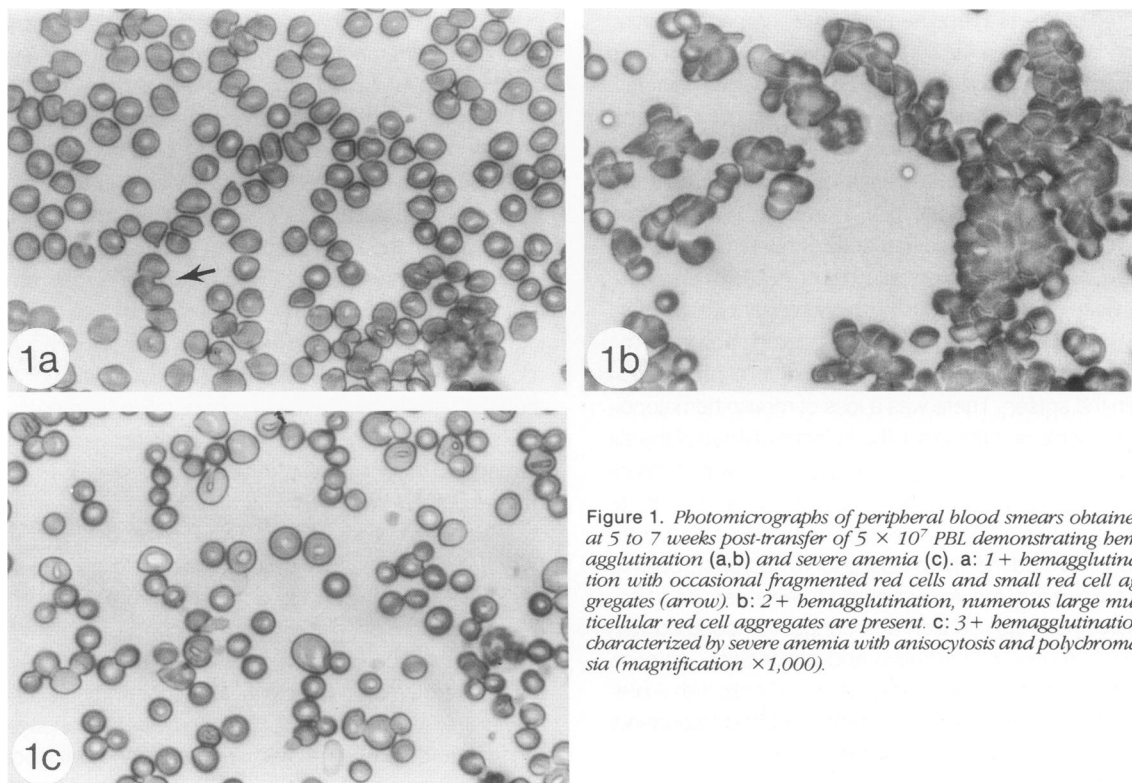 1a
1b
1c
Figure 1. Photomicrographs of peripheral blood smears obtaine
at 5 to 7 weeks post-transfer of 5 × 10⁷ PBL demonstrating hem
agglutination (a,b) and severe anemia (c). a: 1+ hemagglutina
tion with occasional fragmented red cells and small red cell ag
gregates (arrow). b: 2+ hemagglutination, numerous large mu
ticellular red cell aggregates are present. c: 3+ hemagglutinatio
characterized by severe anemia with anisocytosis and polychroma
sia (magnification ×1,000).